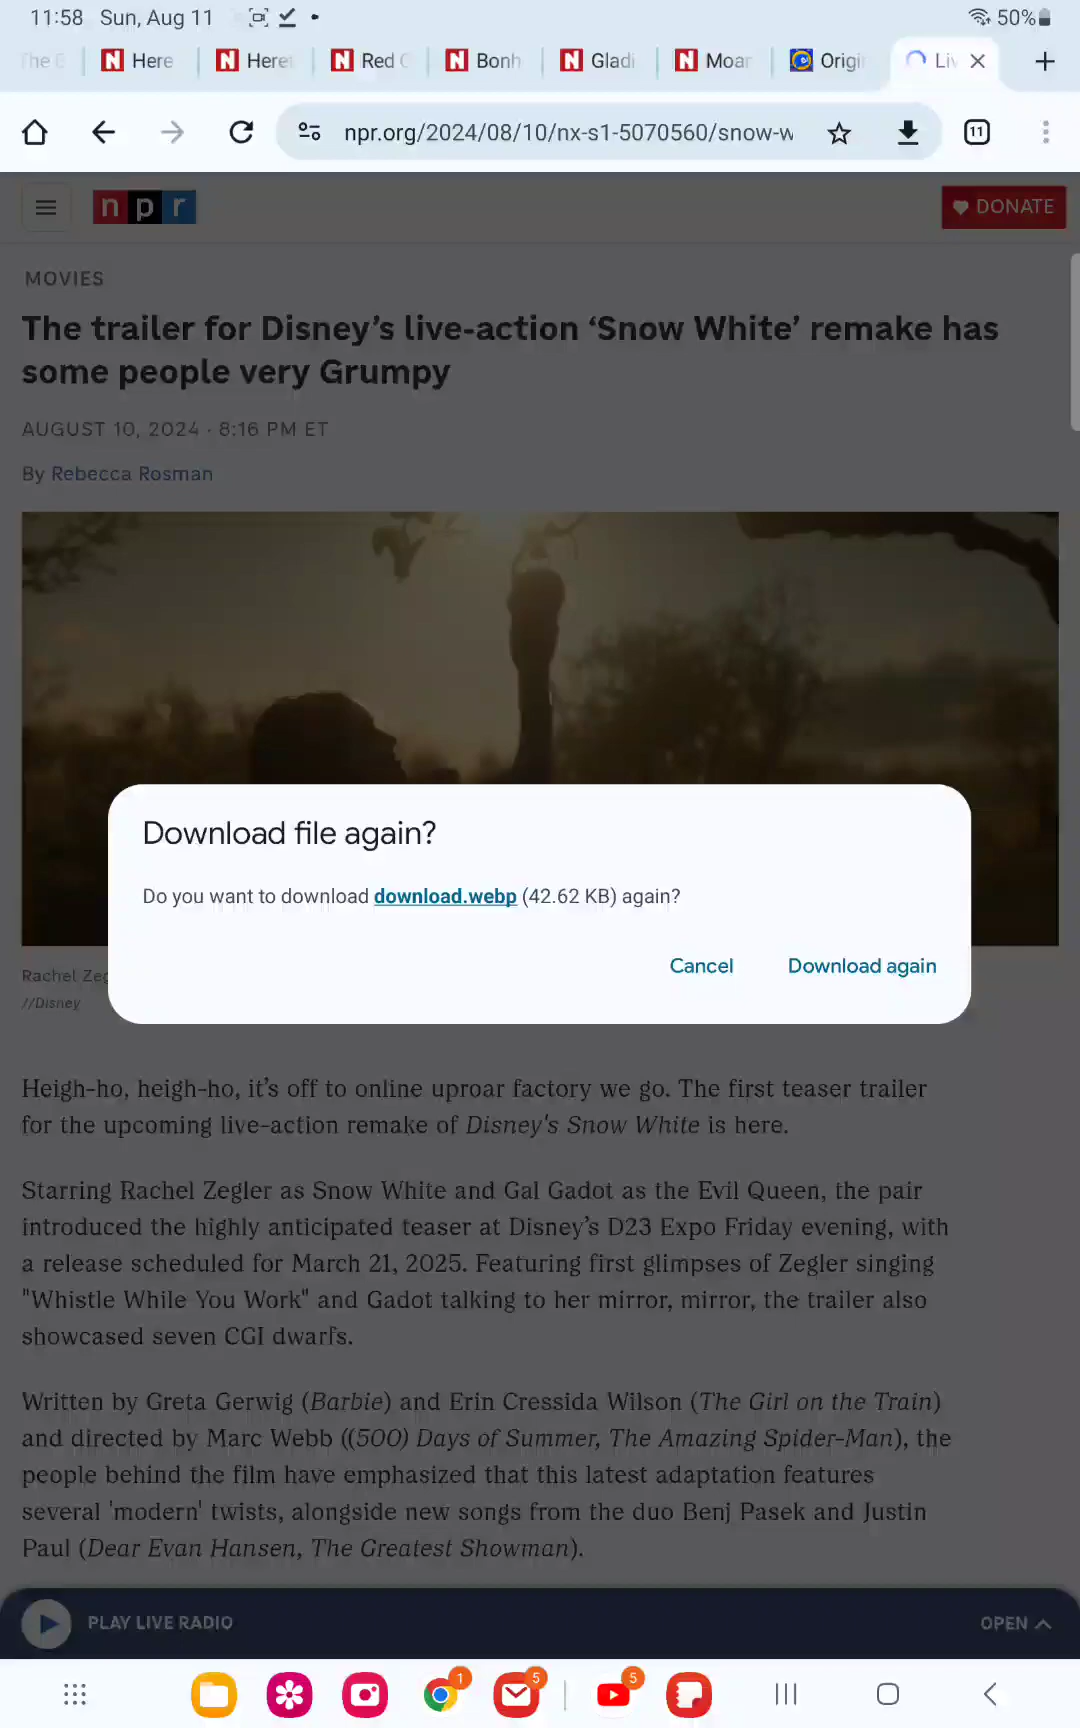 11:58 Sun, Aug 11
50%
The
Here
Here
Red
Bonh
Gladi
Moan
Origi
Liv
npr.org/2024/08/10/nx-s1-5070560/snow-w
11
npr
DONATE
MOVIES
The trailer for Disney’s live-action ‘Snow White’ remake has
some people very Grumpy
AUGUST 10, 2024 · 8:16 PM ET
By Rebecca Rosman
Download file again?
Do you want to download download.webp (42.62 KB) again?
Cancel Download again
Rachel Zeg
//Disney
Heigh-ho, heigh-ho, it’s off to online uproar factory we go. The first teaser trailer
for the upcoming live-action remake of Disney's Snow White is here.
Starring Rachel Zegler as Snow White and Gal Gadot as the Evil Queen, the pair
introduced the highly anticipated teaser at Disney’s D23 Expo Friday evening, with
a release scheduled for March 21, 2025. Featuring first glimpses of Zegler singing
"Whistle While You Work" and Gadot talking to her mirror, mirror, the trailer also
showcased seven CGI dwarfs.
Written by Greta Gerwig (Barbie) and Erin Cressida Wilson (The Girl on the Train)
and directed by Marc Webb ((500) Days of Summer, The Amazing Spider-Man), the
people behind the film have emphasized that this latest adaptation features
several 'modern' twists, alongside new songs from the duo Benj Pasek and Justin
Paul (Dear Evan Hansen, The Greatest Showman).
PLAY LIVE RADIO
OPEN
1
5
5